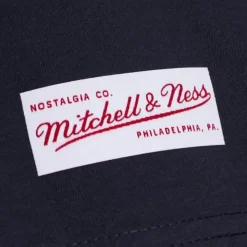 NOSTALGIA CO.
Mitchell & Ness
PHILADELPHIA, PA.